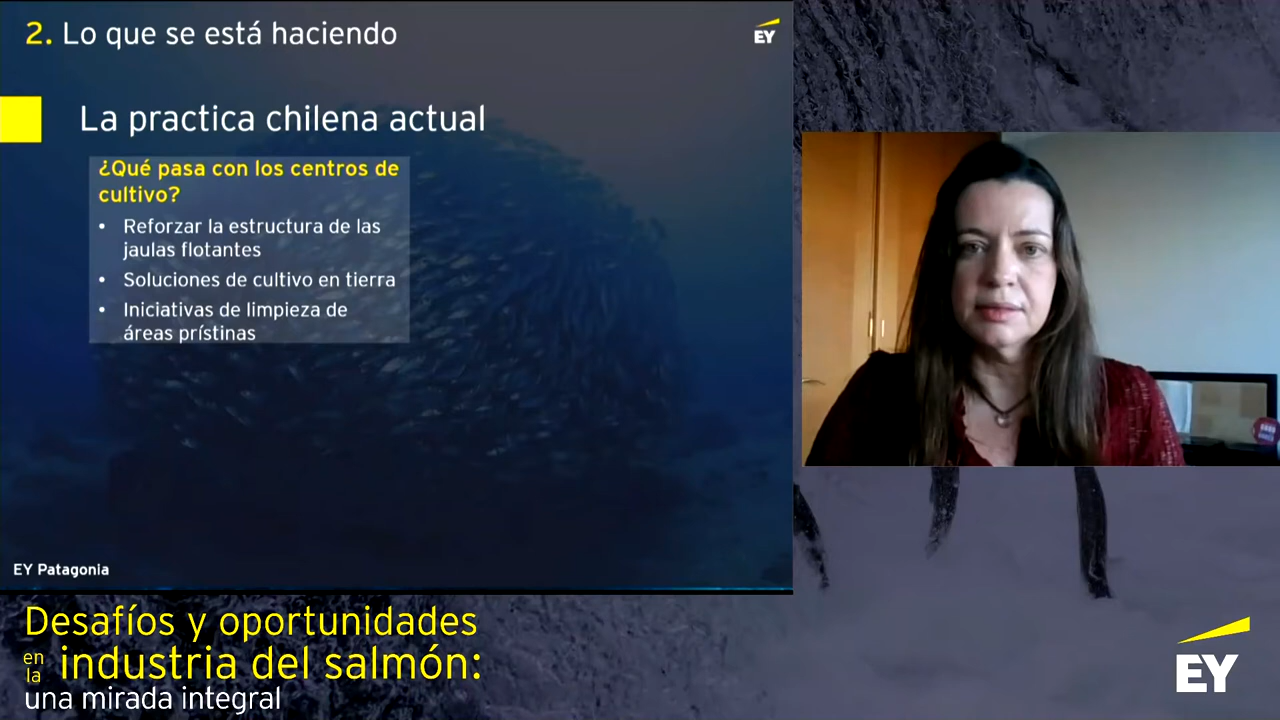 2. Lo que se está haciendo
EY
La practica chilena actual
¿Qué pasa con los centros de
cultivo?
• Reforzar la estructura de las
jaulas flotantes
• Soluciones de cultivo en tierra
• Iniciativas de limpieza de
áreas prístinas
EY Patagonia
Desafíos y oportunidades
en la industria del salmón:
una mirada integral
EY